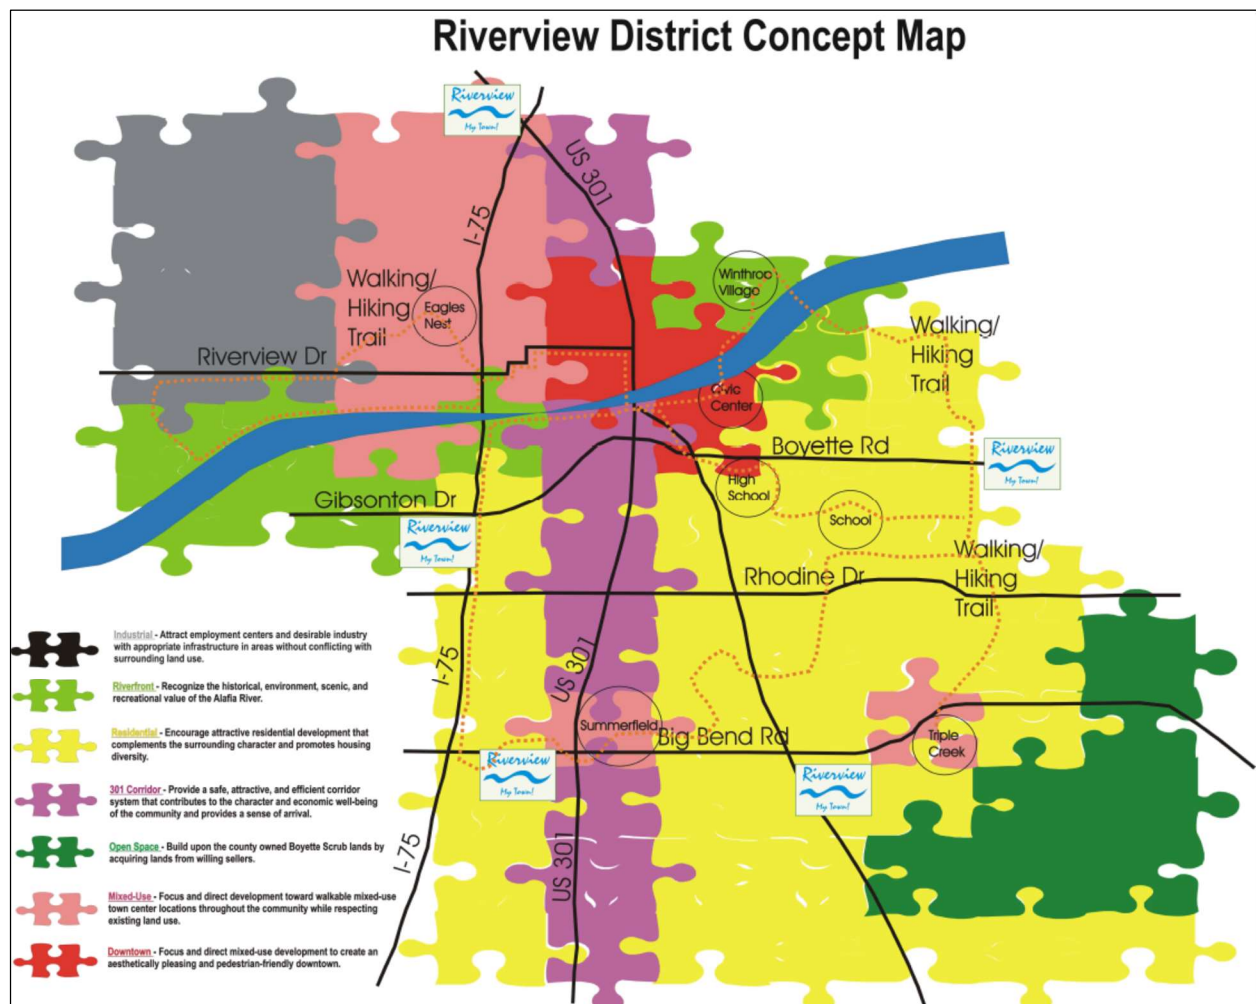 Riverview District Concept Map
Riverview
My Town!
US 301
I-75
Walking/
Hiking
Trail
Eagles
Nest
Winthrop
Village
Riverview Dr
Walking/
Hiking
Trail
Civic
Center
Boyette Rd
Riverview
My Town!
High
School
Gibsonton Dr
School
Riverview
My Town!
Walking/
Hiking
Trail
Rhodine Dr
I-75
US 301
Summerfield
Big Bend Rd
Triple
Creek
Riverview
My Town!
Riverview
My Town!
I-75
US 301
Industrial - Attract employment centers and desirable industry
with appropriate infrastructure in areas without conflicting with
surrounding land use.
Riverfront - Recognize the historical, environment, scenic, and
recreational value of the Alafia River.
Residential - Encourage attractive residential development that
complements the surrounding character and promotes housing
diversity.
301 Corridor - Provide a safe, attractive, and efficient corridor
system that contributes to the character and economic well-being
of the community and provides a sense of arrival.
Open Space - Build upon the county owned Boyette Scrub lands by
acquiring lands from willing sellers.
Mixed-Use - Focus and direct development toward walkable mixed-use
town center locations throughout the community while respecting
existing land use.
Downtown - Focus and direct mixed-use development to create an
aesthetically pleasing and pedestrian-friendly downtown.